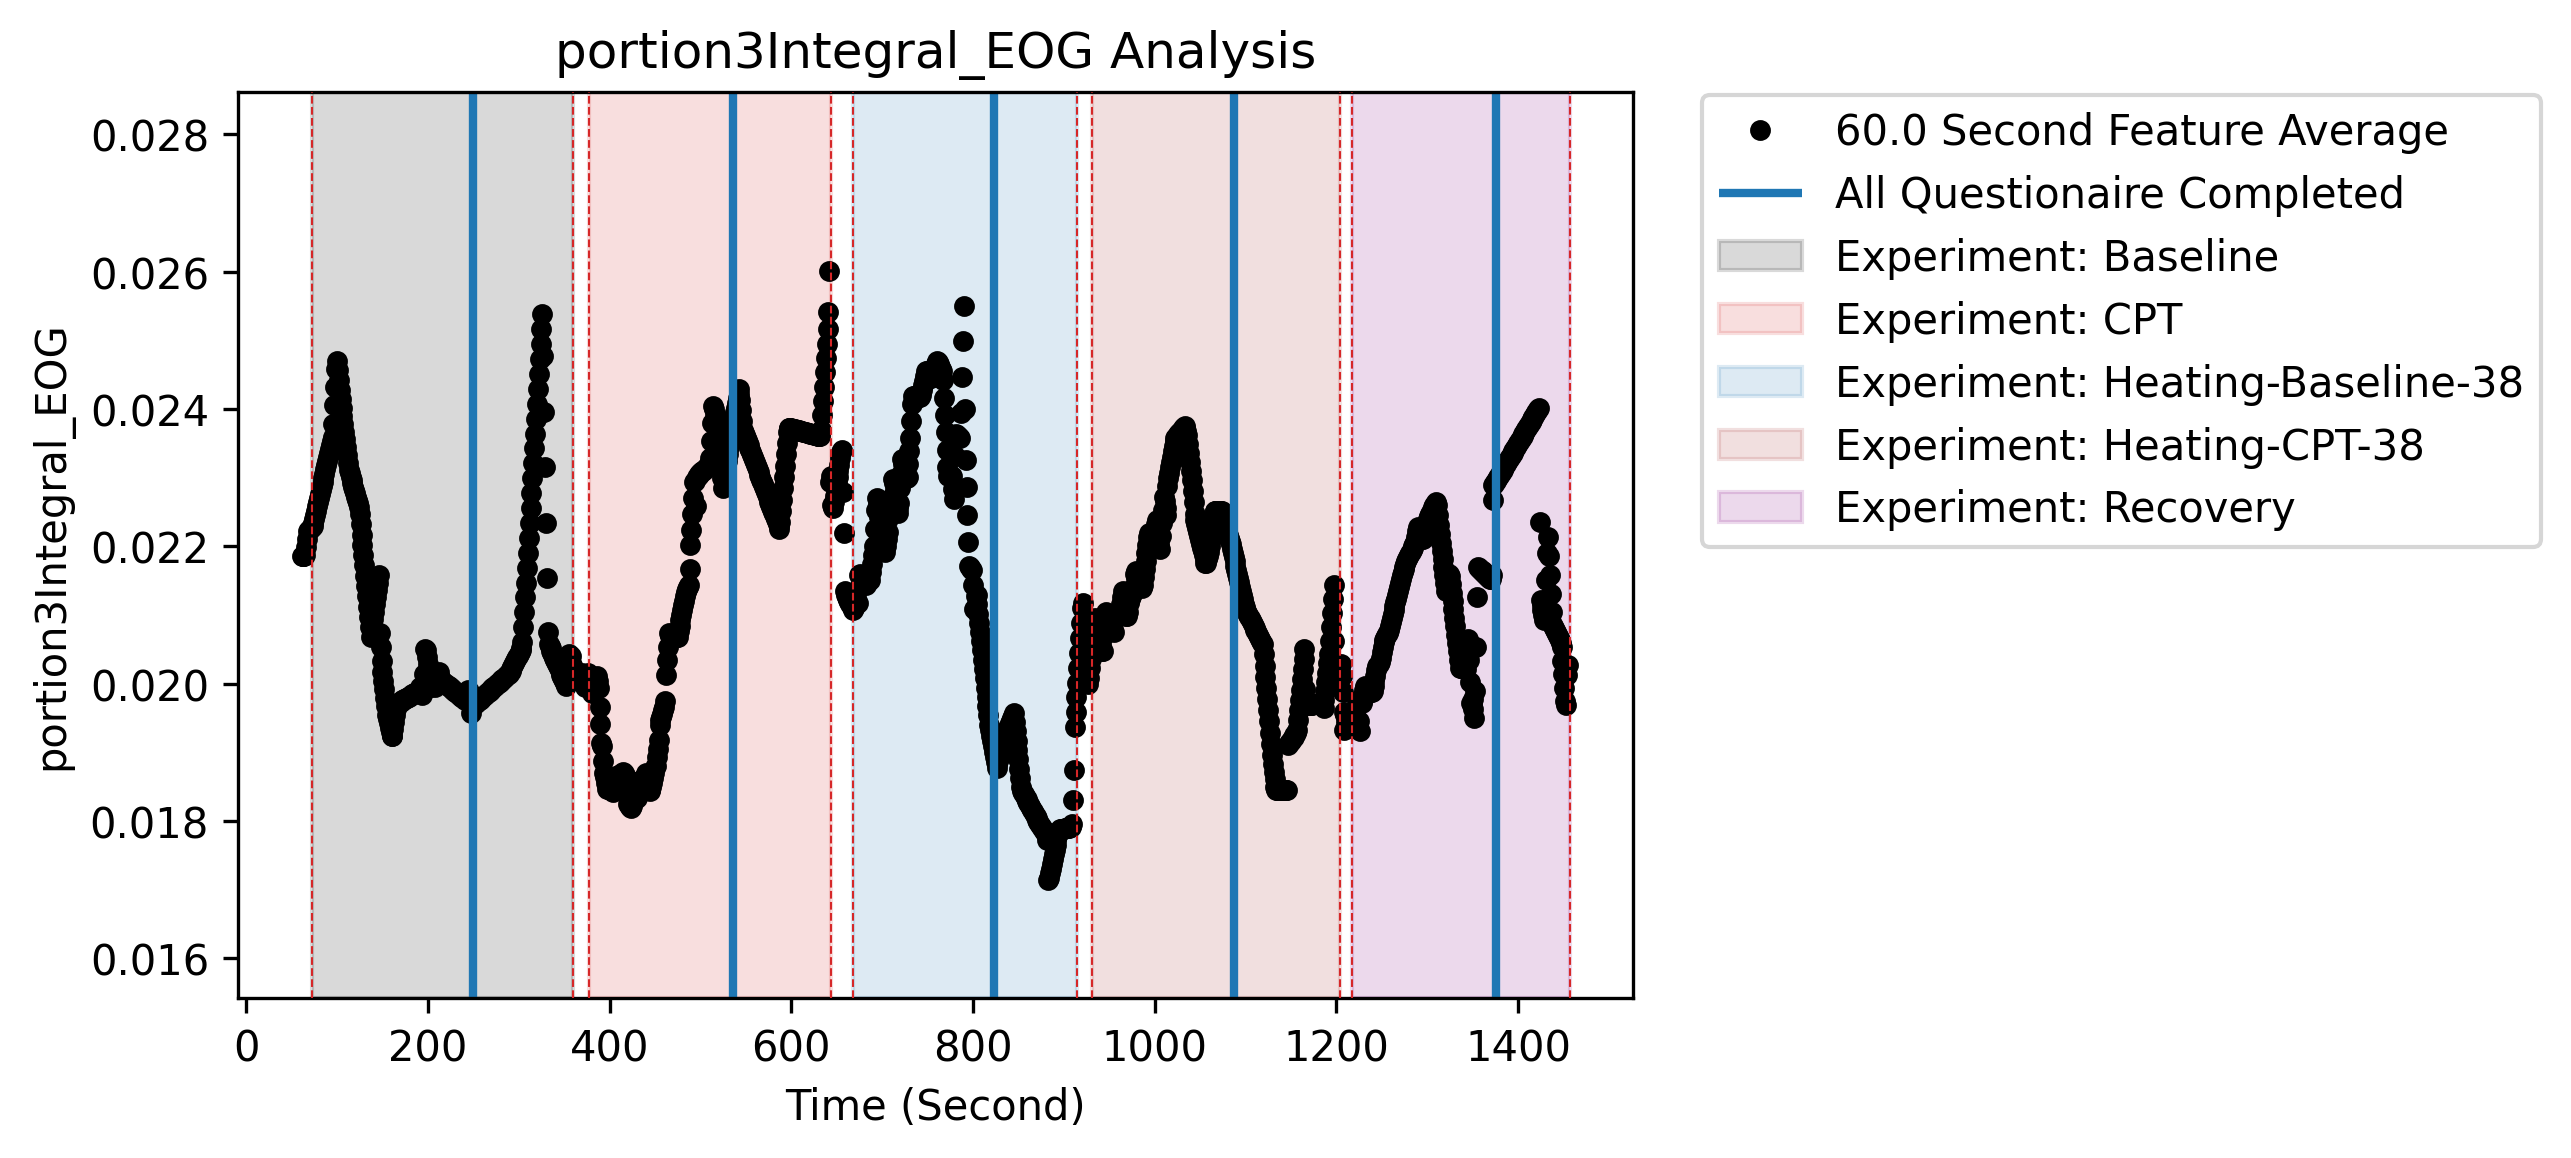 portion3Integral_EOG Analysis
portion3Integral_EOG
0.028
0.026
0.024
0.022
0.020
0.018
0.016
0 200 400 600 800 1000 1200 1400
Time (Second)
60.0 Second Feature Average
All Questionaire Completed
Experiment: Baseline
Experiment: CPT
Experiment: Heating-Baseline-38
Experiment: Heating-CPT-38
Experiment: Recovery